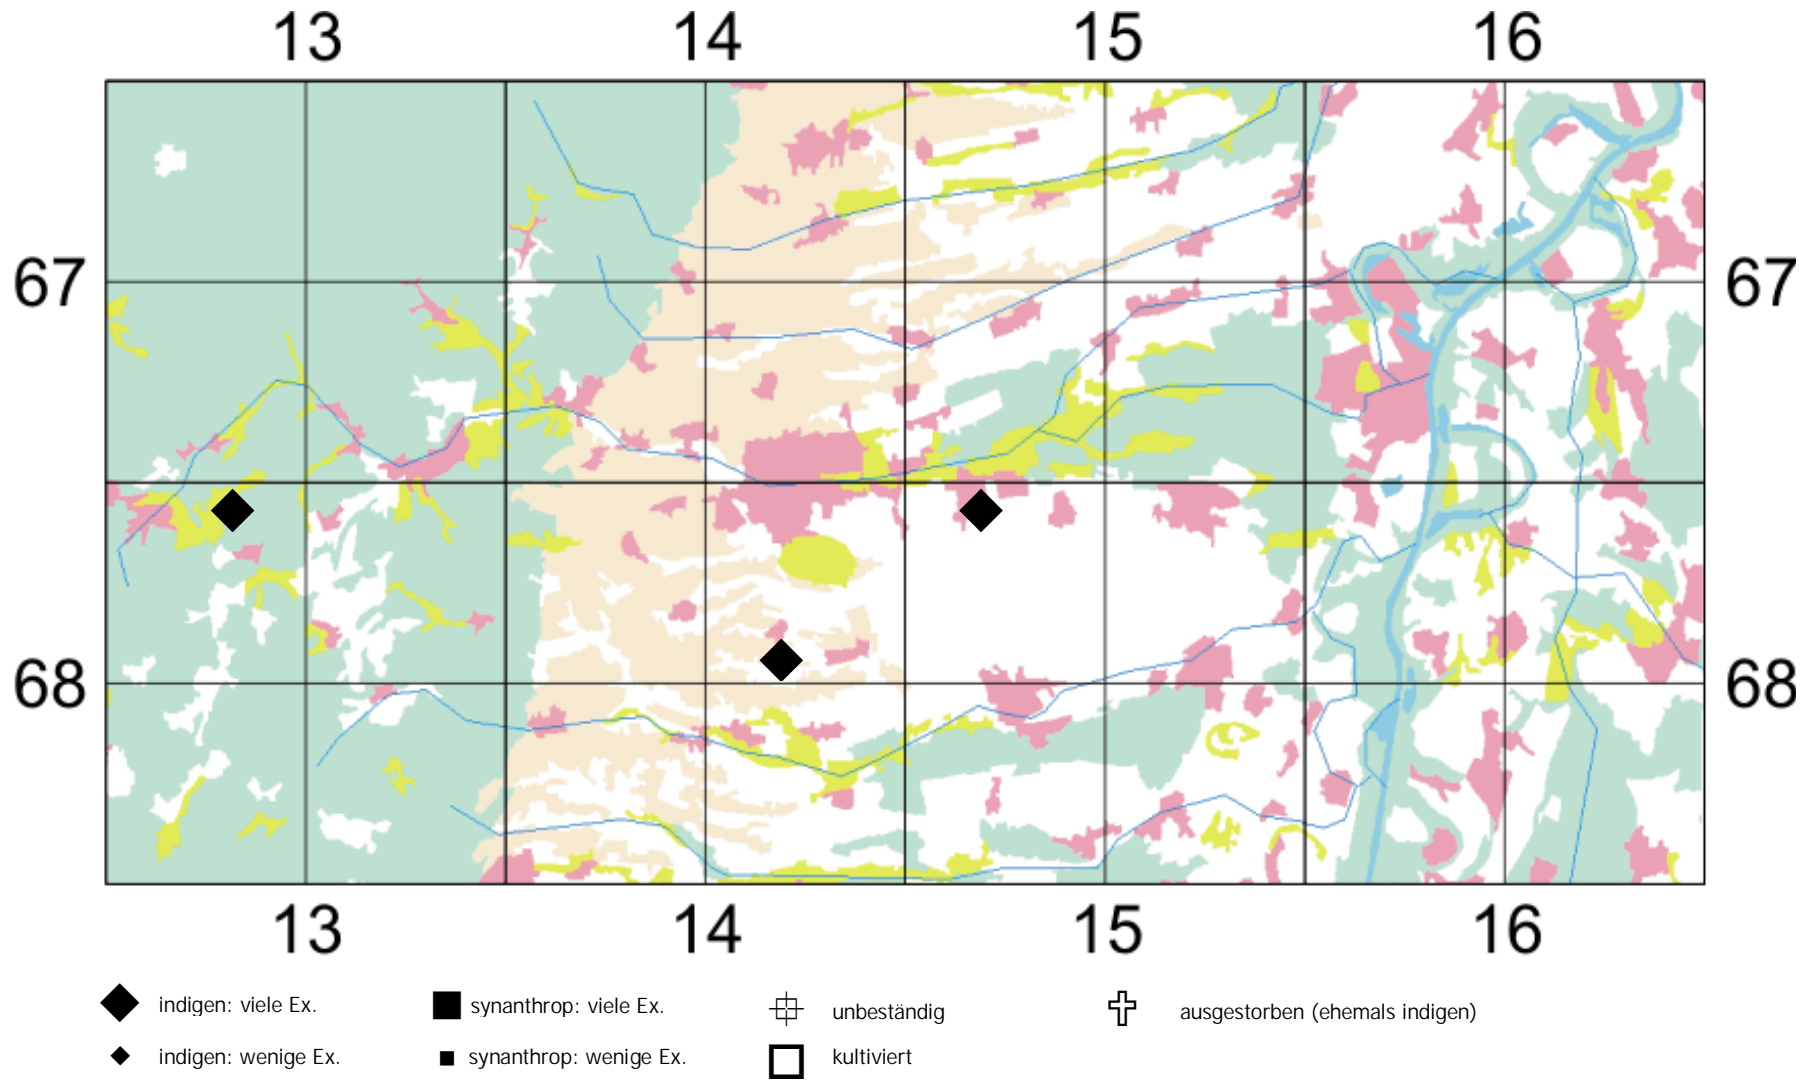 13 14 15 16
67 67
68 68
13 14 15 16
indigen: viele Ex. synanthrop: viele Ex. unbeständig ausgestorben (ehemals indigen)
indigen: wenige Ex. synanthrop: wenige Ex. kultiviert